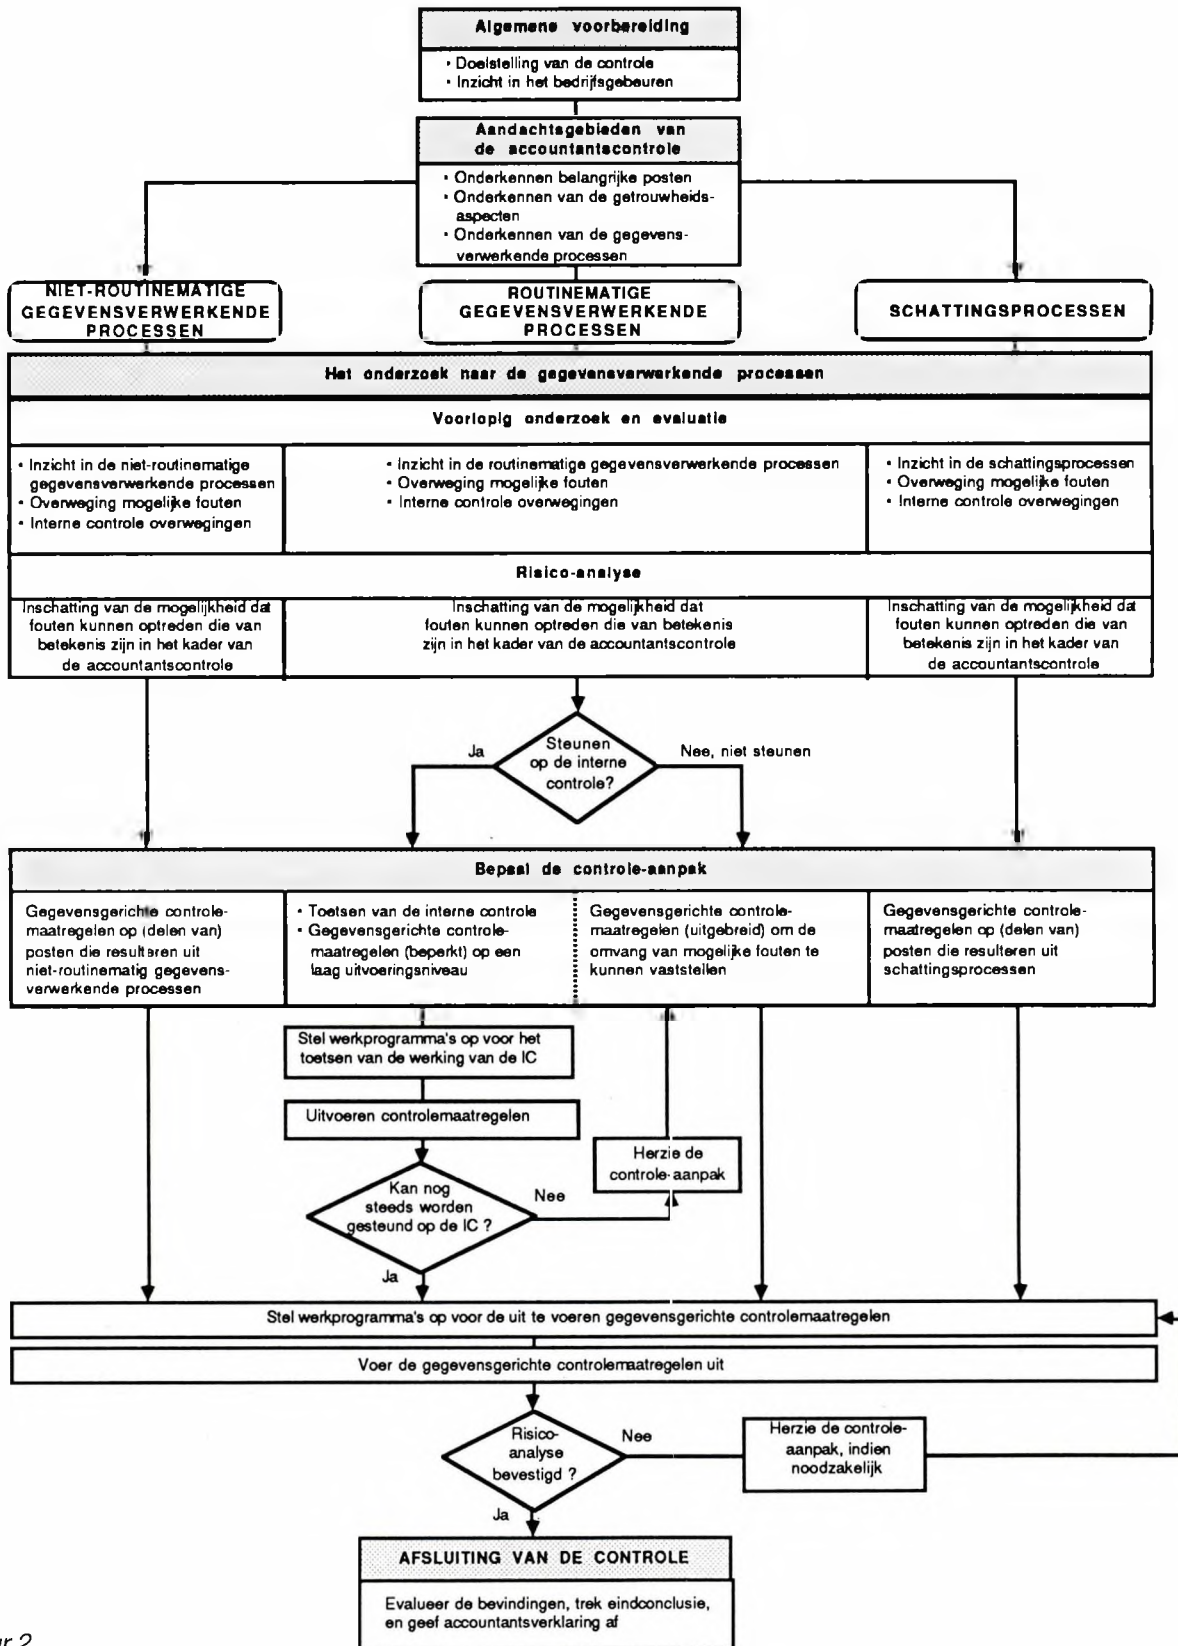 Algemene voorbereiding
• Doelstelling van de controle
• Inzicht in het bedrijfsgebeuren
Aandachtsgebieden van
de accountantscontrole
• Onderkennen belangrijke posten
• Onderkennen van de getrouwheids-
aspecten
• Onderkennen van de gegevens-
verwerkende processen
NIET-ROUTINEMATIGE
GEGEVENSVERWERKENDE
PROCESSEN
ROUTINEMATIGE
GEGEVENSVERWERKENDE
PROCESSEN
SCHATTINGSPROCESSEN
Het onderzoek naar de gegevensverwerkende processen
Voorlopig onderzoek en evaluatie
• Inzicht in de niet-routinematige
gegevensverwerkende processen
• Overweging mogelijke fouten
• Interne controle overwegingen
• Inzicht in de routinematige gegevensverwerkende processen
• Overweging mogelijke fouten
• Interne controle overwegingen
• Inzicht in de schattingsprocessen
• Overweging mogelijke fouten
• Interne controle overwegingen
Risico-analyse
Inschatting van de mogelijkheid dat
fouten kunnen optreden die van
betekenis zijn in het kader van
de accountantscontrole
Inschatting van de mogelijkheid dat
fouten kunnen optreden die van betekenis
zijn in het kader van de accountantscontrole
Inschatting van de mogelijkheid dat
fouten kunnen optreden die van
betekenis zijn in het kader van
de accountantscontrole
Ja
Steunen
op de interne
controle?
Nee, niet steunen
Bepaal de controle-aanpak
Gegevensgerichte controle-
maatregelen op (delen van)
posten die resulteren uit
niet-routinematig gegevens-
verwerkende processen
• Toetsen van de interne controle
• Gegevensgerichte controle-
maatregelen (beperkt) op een
laag uitvoeringsniveau
Gegevensgerichte controle-
maatregelen (uitgebreid) om de
omvang van mogelijke fouten te
kunnen vaststellen
Gegevensgerichte controle-
maatregelen op (delen van)
posten die resulteren uit
schattingsprocessen
Stel werkprogramma's op voor het
toetsen van de werking van de IC
Uitvoeren controlemaatregelen
Herzie de
controle-aanpak
Kan nog
steeds worden
gesteund op de IC ?
Nee
Ja
Stel werkprogramma's op voor de uit te voeren gegevensgerichte controlemaatregelen
Voer de gegevensgerichte controlemaatregelen uit
Risico-
analyse
bevestigd ?
Nee
Herzie de controle-
aanpak, indien
noodzakelijk
Ja
AFSLUITING VAN DE CONTROLE
Evalueer de bevindingen, trek eindconclusie,
en geef accountantsverklaring af
ur 2